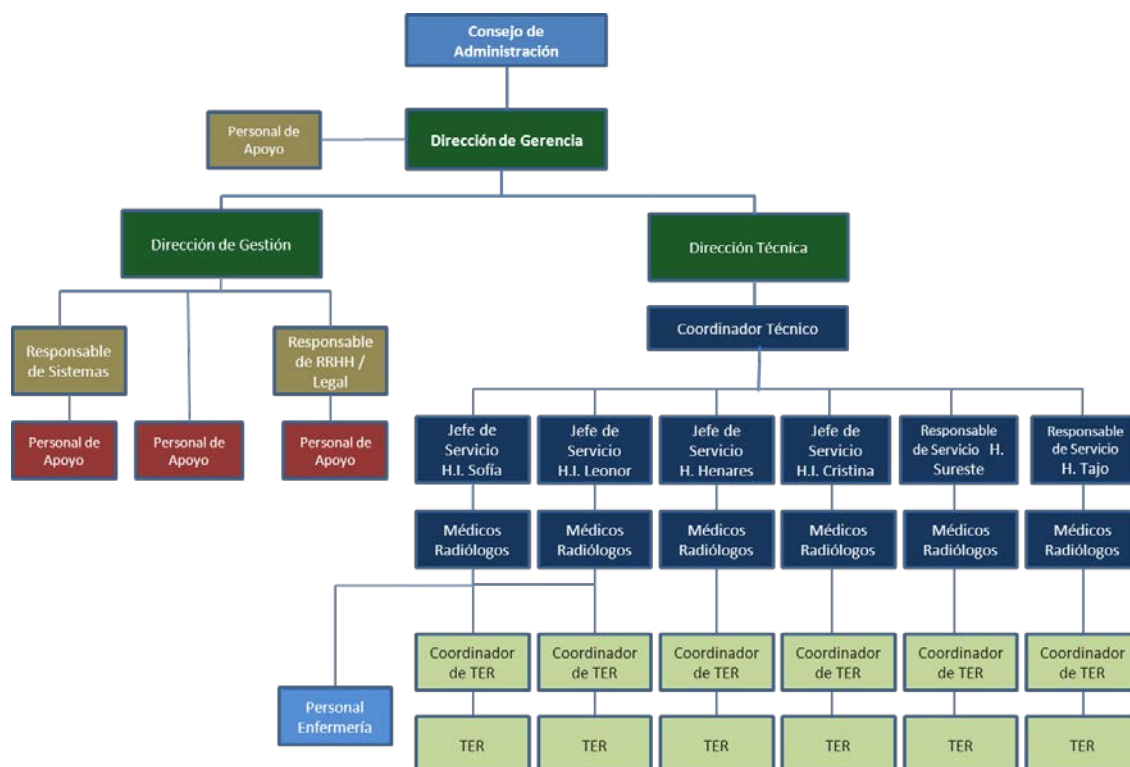 Consejo de
Administración
Personal de
Apoyo
Dirección de Gerencia
Dirección de Gestión
Dirección Técnica
Coordinador Técnico
Responsable
de Sistemas
Responsable
de RRHH /
Legal
Personal de
Apoyo
Personal de
Apoyo
Personal de
Apoyo
Jefe de
Servicio
H.I. Sofía
Jefe de
Servicio
H.I. Leonor
Jefe de
Servicio
H. Henares
Jefe de
Servicio
H.I. Cristina
Responsable
de Servicio H.
Sureste
Responsable
de Servicio
H. Tajo
Médicos
Radiólogos
Médicos
Radiólogos
Médicos
Radiólogos
Médicos
Radiólogos
Médicos
Radiólogos
Médicos
Radiólogos
Coordinador
de TER
Coordinador
de TER
Coordinador
de TER
Coordinador
de TER
Coordinador
de TER
Coordinador
de TER
Personal
Enfermería
TER
TER
TER
TER
TER
TER